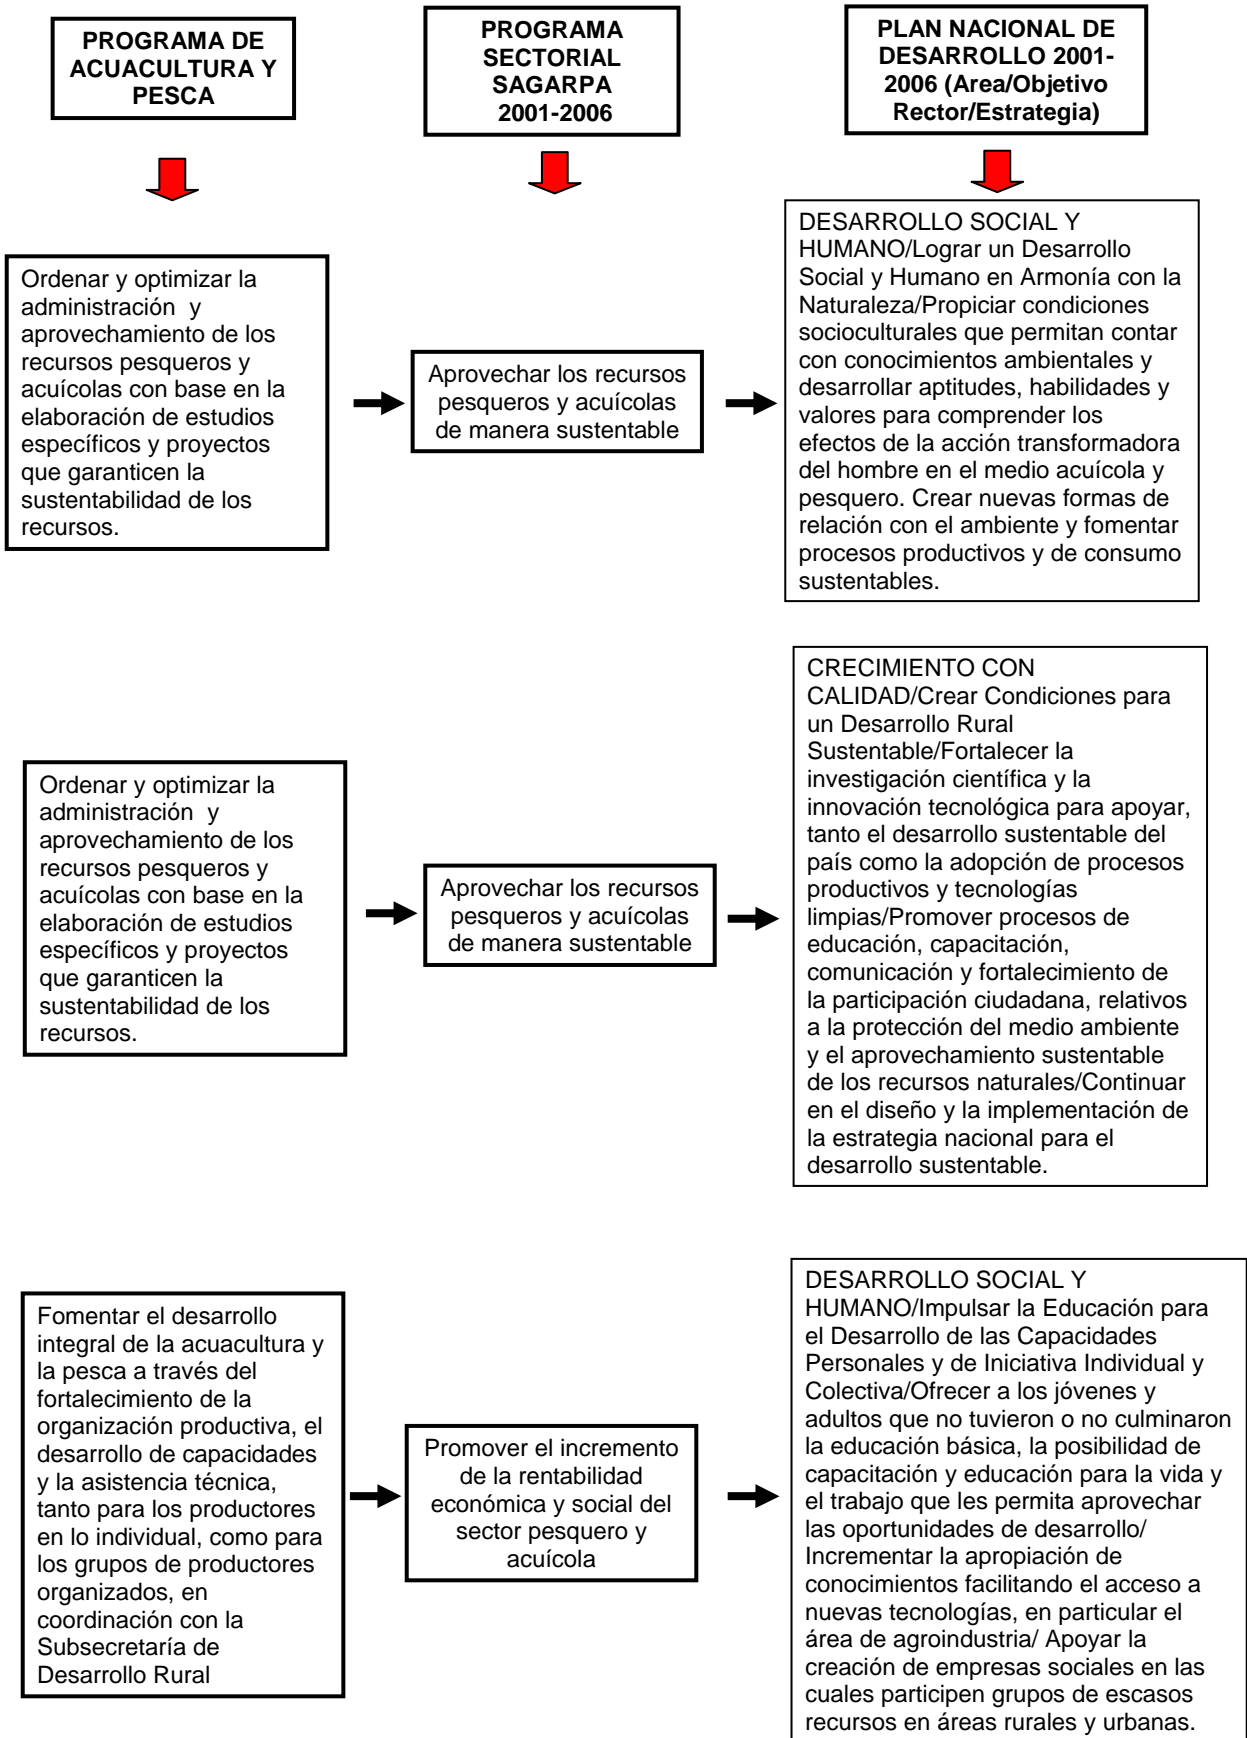 PROGRAMA DE
ACUACULTURA Y
PESCA
PROGRAMA
SECTORIAL
SAGARPA
2001-2006
PLAN NACIONAL DE
DESARROLLO 2001-
2006 (Area/Objetivo
Rector/Estrategia)
Ordenar y optimizar la
administración y
aprovechamiento de los
recursos pesqueros y
acuícolas con base en la
elaboración de estudios
específicos y proyectos
que garanticen la
sustentabilidad de los
recursos.
Aprovechar los recursos
pesqueros y acuícolas
de manera sustentable
DESARROLLO SOCIAL Y
HUMANO/Lograr un Desarrollo
Social y Humano en Armonía con la
Naturaleza/Propiciar condiciones
socioculturales que permitan contar
con conocimientos ambientales y
desarrollar aptitudes, habilidades y
valores para comprender los
efectos de la acción transformadora
del hombre en el medio acuícola y
pesquero. Crear nuevas formas de
relación con el ambiente y fomentar
procesos productivos y de consumo
sustentables.
Ordenar y optimizar la
administración y
aprovechamiento de los
recursos pesqueros y
acuícolas con base en la
elaboración de estudios
específicos y proyectos
que garanticen la
sustentabilidad de los
recursos.
Aprovechar los recursos
pesqueros y acuícolas
de manera sustentable
CRECIMIENTO CON
CALIDAD/Crear Condiciones para
un Desarrollo Rural
Sustentable/Fortalecer la
investigación científica y la
innovación tecnológica para apoyar,
tanto el desarrollo sustentable del
país como la adopción de procesos
productivos y tecnologías
limpias/Promover procesos de
educación, capacitación,
comunicación y fortalecimiento de
la participación ciudadana, relativos
a la protección del medio ambiente
y el aprovechamiento sustentable
de los recursos naturales/Continuar
en el diseño y la implementación de
la estrategia nacional para el
desarrollo sustentable.
Fomentar el desarrollo
integral de la acuacultura y
la pesca a través del
fortalecimiento de la
organización productiva, el
desarrollo de capacidades
y la asistencia técnica,
tanto para los productores
en lo individual, como para
los grupos de productores
organizados, en
coordinación con la
Subsecretaría de
Desarrollo Rural
Promover el incremento
de la rentabilidad
económica y social del
sector pesquero y
acuícola
DESARROLLO SOCIAL Y
HUMANO/Impulsar la Educación para
el Desarrollo de las Capacidades
Personales y de Iniciativa Individual y
Colectiva/Ofrecer a los jóvenes y
adultos que no tuvieron o no culminaron
la educación básica, la posibilidad de
capacitación y educación para la vida y
el trabajo que les permita aprovechar
las oportunidades de desarrollo/
Incrementar la apropiación de
conocimientos facilitando el acceso a
nuevas tecnologías, en particular el
área de agroindustria/ Apoyar la
creación de empresas sociales en las
cuales participen grupos de escasos
recursos en áreas rurales y urbanas.